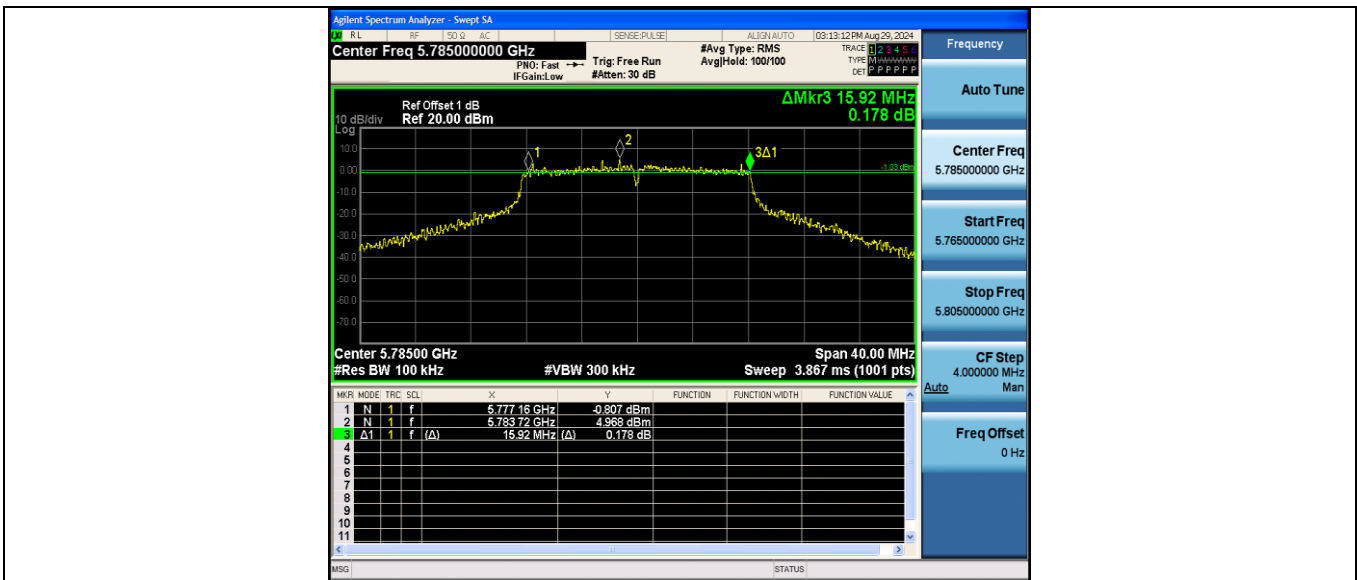 Agilent Spectrum Analyzer - Swept SA
RL RF 50 Ω AC SENSE:PULSE ALIGN AUTO 03:13:12 PM Aug 29, 2024
Center Freq 5.785000000 GHz
PNO: Fast
IFGain:Low
Trig: Free Run
#Atten: 30 dB
#Avg Type: RMS
Avg|Hold: 100/100
TRACE 1 2 3 4 5 6
TYPE M
DET P P P P P P
ΔMkr3 15.92 MHz
0.178 dB
Ref Offset 1 dB
10 dB/div Ref 20.00 dBm
Log
10.0
0.00
-10.0
-20.0
-30.0
-40.0
-50.0
-60.0
-70.0
1
2
3Δ1
-1.03 dBm
Center 5.78500 GHz Span 40.00 MHz
#Res BW 100 kHz #VBW 300 kHz Sweep 3.867 ms (1001 pts)
MKR MODE TRC SCL X Y FUNCTION FUNCTION WIDTH FUNCTION VALUE
1 N 1 f 5.777 16 GHz -0.807 dBm
2 N 1 f 5.783 72 GHz 4.968 dBm
3 Δ1 1 f (Δ) 15.92 MHz (Δ) 0.178 dB
4
5
6
7
8
9
10
11
MSG STATUS
Frequency
Auto Tune
Center Freq
5.785000000 GHz
Start Freq
5.765000000 GHz
Stop Freq
5.805000000 GHz
CF Step
4.000000 MHz
Auto Man
Freq Offset
0 Hz